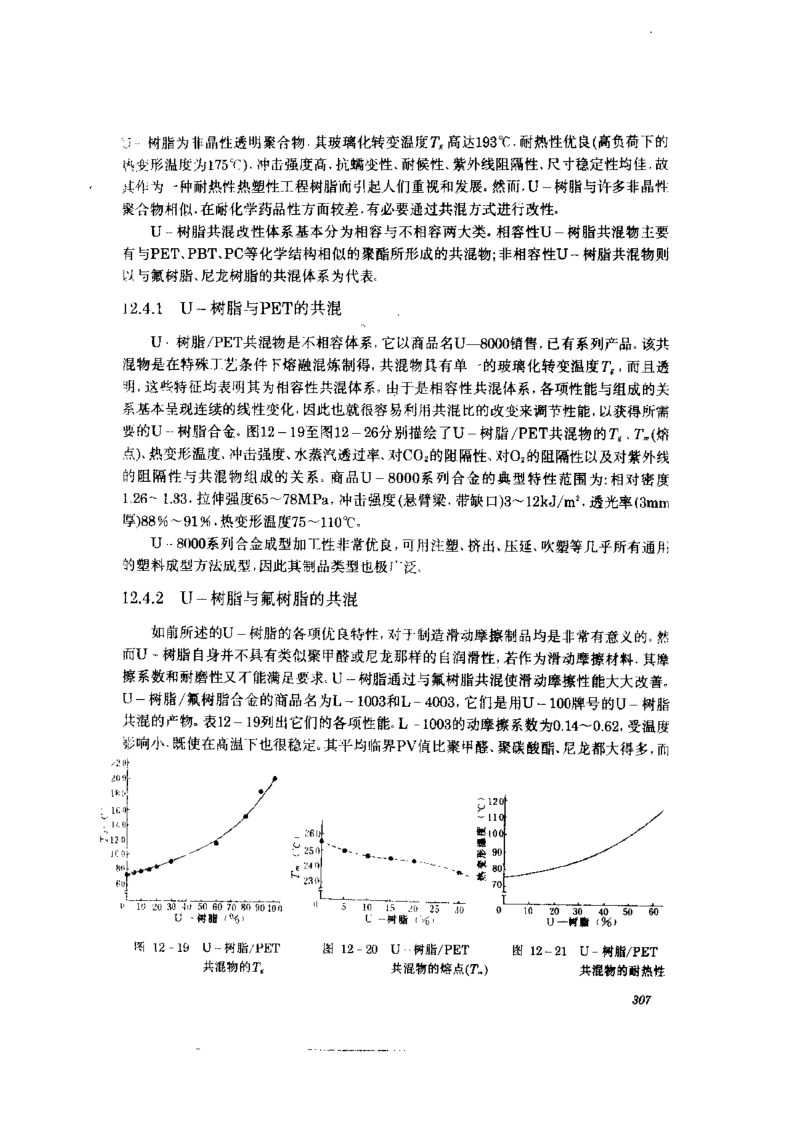 U-树脂为非晶性透明聚合物.其玻璃化转变温度Tg高达193℃.耐热性优良(高负荷下的
热变形温度为175℃).冲击强度高.抗蠕变性、耐候性、紫外线阻隔性、尺寸稳定性均佳.故
其作为一种耐热性热塑性工程树脂而引起人们重视和发展。然而.U-树脂与许多非晶性
聚合物相似.在耐化学药品性方面较差.有必要通过共混方式进行改性。
U-树脂共混改性体系基本分为相容与不相容两大类。相容性U-树脂共混物主要
有与PET、PBT、PC等化学结构相似的聚酯所形成的共混物;非相容性U-树脂共混物则
以与氟树脂、尼龙树脂的共混体系为代表。
12.4.1 U-树脂与PET的共混
U-树脂/PET共混物是不相容体系.它以商品名U—8000销售,已有系列产品。该共
混物是在特殊工艺条件下熔融混炼制得,共混物具有单一的玻璃化转变温度Tg,而且透
明,这些特征均表明其为相容性共混体系。由于是相容性共混体系,各项性能与组成的关
系基本呈现连续的线性变化,因此也就很容易利用共混比的改变来调节性能,以获得所需
要的U-树脂合金。图12-19至图12-26分别描绘了U-树脂/PET共混物的Tg、Tm(熔
点)、热变形温度、冲击强度、水蒸汽透过率、对CO2的阻隔性、对O2的阻隔性以及对紫外线
的阻隔性与共混物组成的关系。商品U-8000系列合金的典型特性范围为:相对密度
1.26~1.33.拉伸强度65~78MPa,冲击强度(悬臂梁.带缺口)3~12kJ/m²,透光率(3mm
厚)88%~91%,热变形温度75~110℃。
U-8000系列合金成型加工性非常优良,可用注塑、挤出、压延、吹塑等几乎所有通用
的塑料成型方法成型,因此其制品类型也极广泛。
12.4.2 U-树脂与氟树脂的共混
如前所述的U-树脂的各项优良特性,对于制造滑动摩擦制品均是非常有意义的。然
而U-树脂自身并不具有类似聚甲醛或尼龙那样的自润滑性,若作为滑动摩擦材料.其摩
擦系数和耐磨性又不能满足要求。U-树脂通过与氟树脂共混使滑动摩擦性能大大改善。
U-树脂/氟树脂合金的商品名为L-1003和L-4003,它们是用U-100牌号的U-树脂
共混的产物。表12-19列出它们的各项性能。L-1003的动摩擦系数为0.14~0.62,受温度
影响小.既使在高温下也很稳定。其平均临界PV值比聚甲醛、聚碳酸酯、尼龙都大得多,而
220
200
180
160
140
120
100
80
60
Tg (℃)
0 10 20 30 40 50 60 70 80 90 100
U-树脂 (%)
260
250
240
230
Tm (℃)
0 5 10 15 20 25 30
U-树脂 (%)
120
110
100
90
80
70
热变形温度 (℃)
0 10 20 30 40 50 60
U-树脂 (%)
图 12-19 U-树脂/PET
共混物的Tg
图 12-20 U-树脂/PET
共混物的熔点(Tm)
图 12-21 U-树脂/PET
共混物的耐热性
307